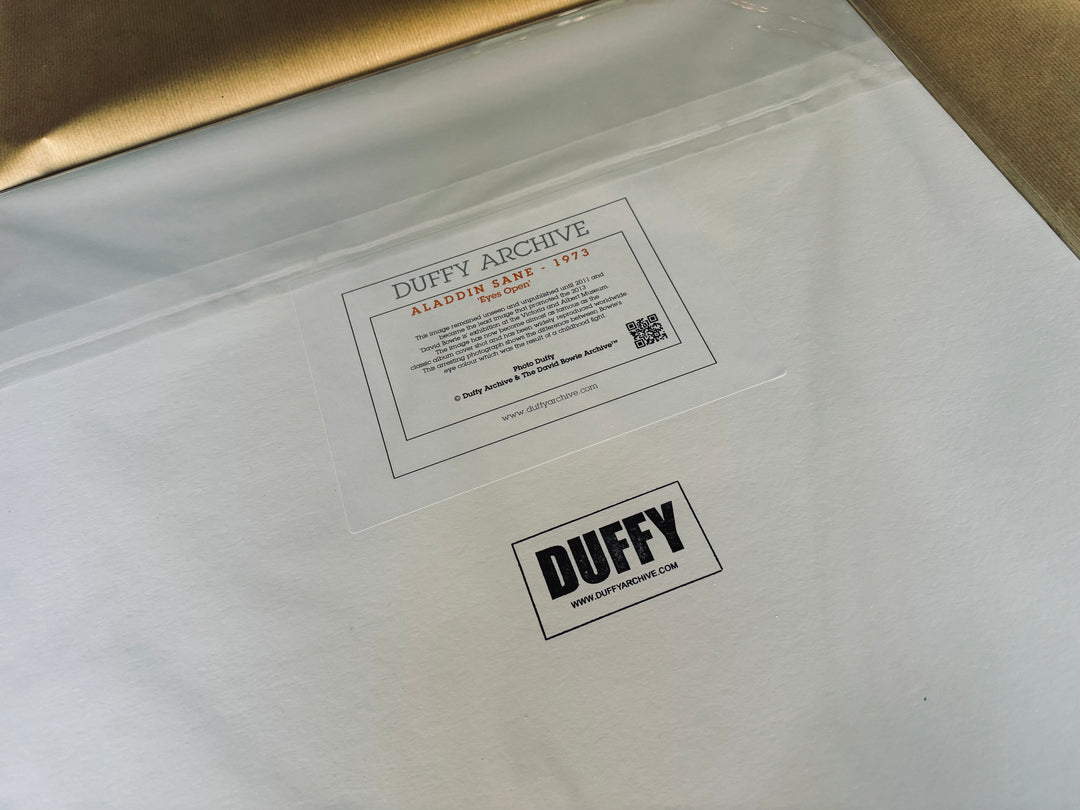 DUFFY ARCHIVE
ALADDIN SANE - 1973
'Eyes Open'
This image remained unseen and unpublished until 2011 and
became the lead image that promoted the 2013
'David Bowie is' exhibition at the Victoria and Albert Museum.
The image has now become almost as famous as the
classic album cover shot and has been widely reproduced worldwide.
This arresting photograph shows the difference between Bowie's
eye colour which was the result of a childhood fight.
Photo Duffy
© Duffy Archive & The David Bowie Archive™
www.duffyarchive.com
DUFFY
WWW.DUFFYARCHIVE.COM